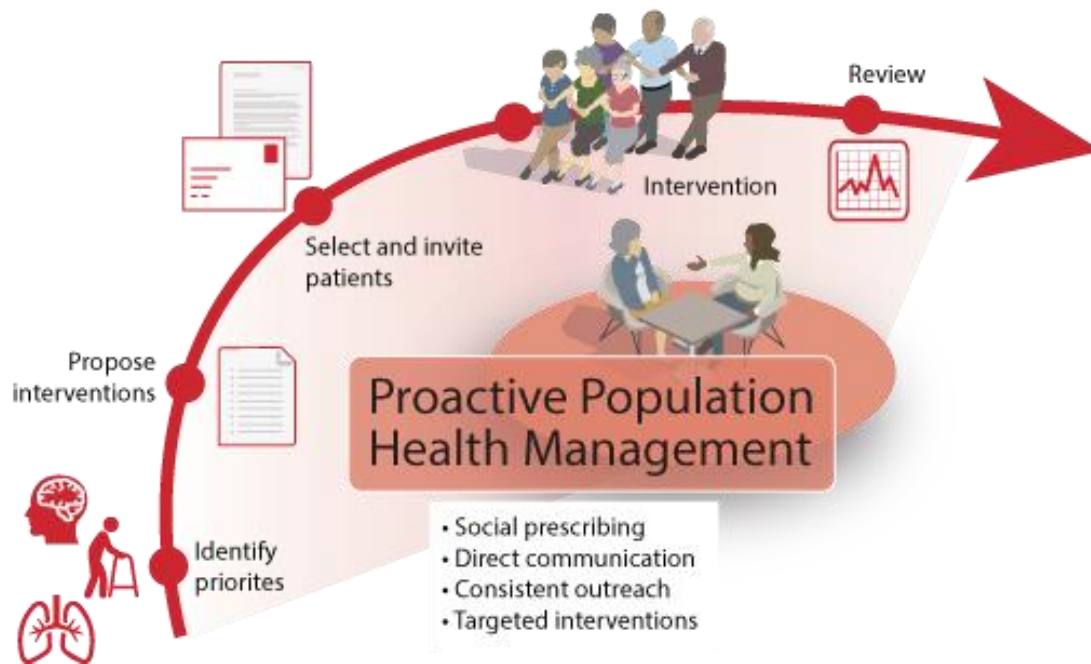 Review
Intervention
Select and invite
patients
Propose
interventions
Proactive Population
Health Management
• Social prescribing
• Direct communication
• Consistent outreach
• Targeted interventions
Identify
priorites